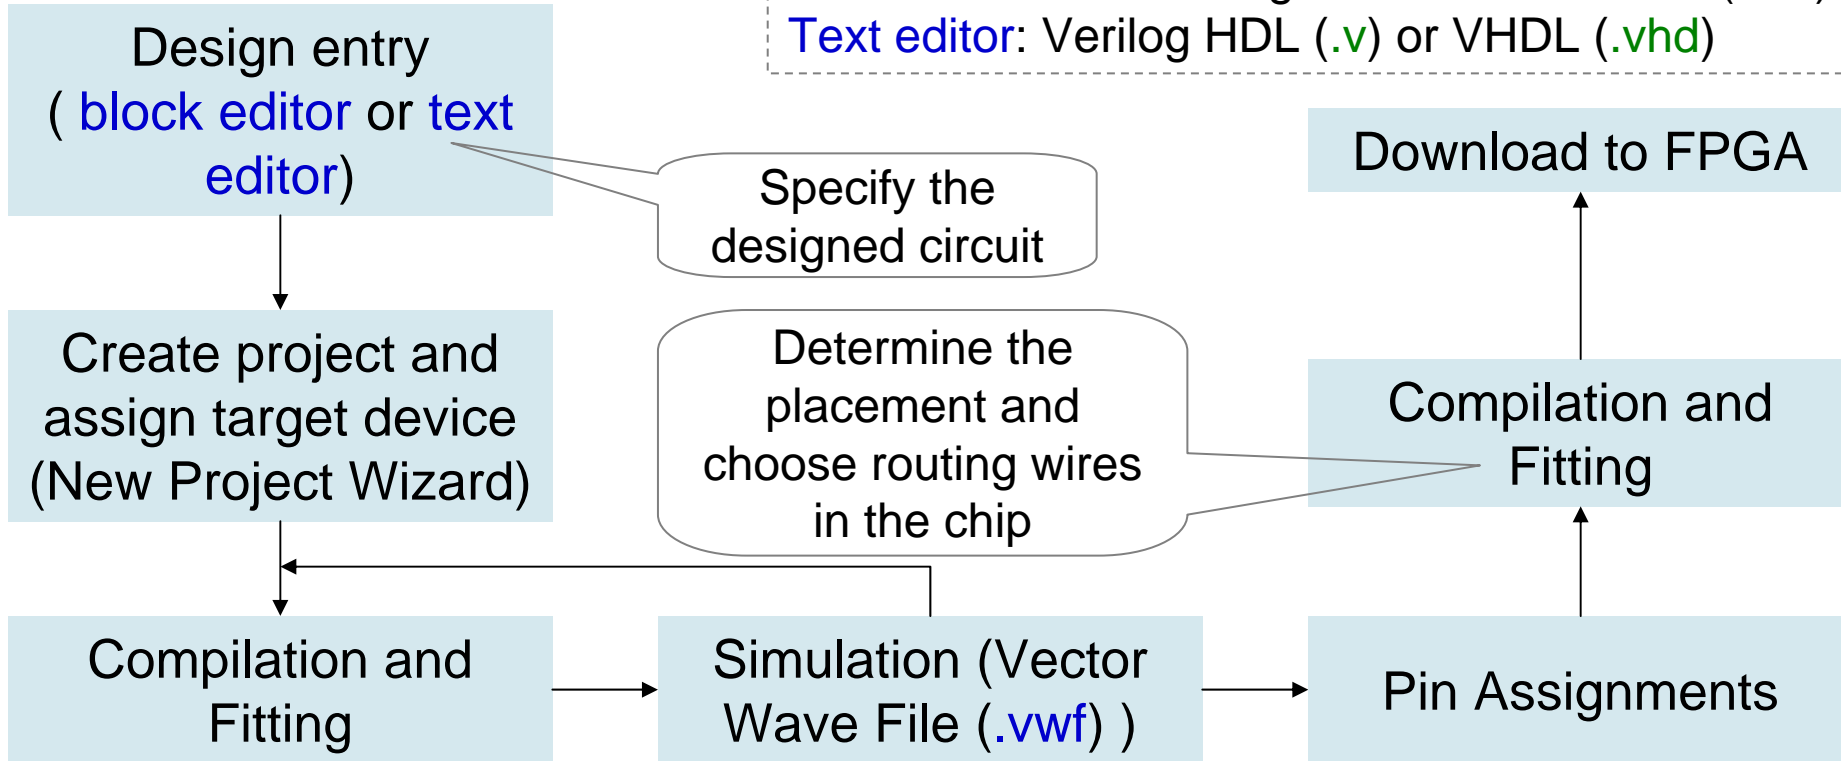 Text editor: Verilog HDL (.v) or VHDL (.vhd)
Design entry
( block editor or text
editor)
Specify the
designed circuit
Download to FPGA
Create project and
assign target device
(New Project Wizard)
Determine the
placement and
choose routing wires
in the chip
Compilation and
Fitting
Compilation and
Fitting
Simulation (Vector
Wave File (.vwf) )
Pin Assignments